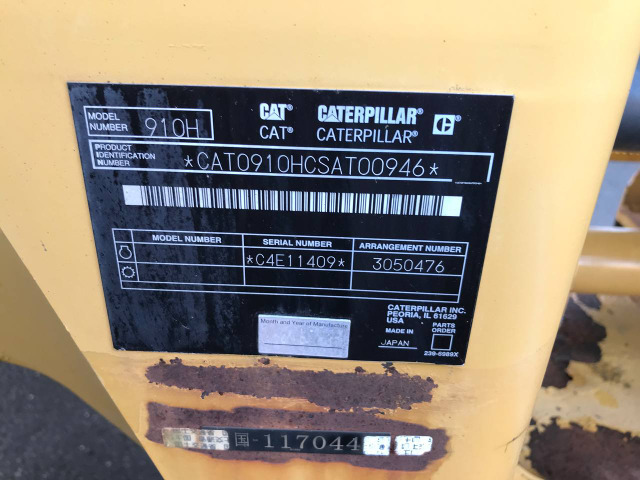 MODEL NUMBER 910H
CAT® CATERPILLAR® C
CAT® CATERPILLAR®
PRODUCT IDENTIFICATION NUMBER *CAT0910HCSAT00946*
MODEL NUMBER SERIAL NUMBER ARRANGEMENT NUMBER
*C4E11409* 3050476
CATERPILLAR INC.
PEORIA, IL 61629
USA
Month and Year of Manufacture
MADE IN JAPAN
PARTS ORDER
238-6989X
国-117044